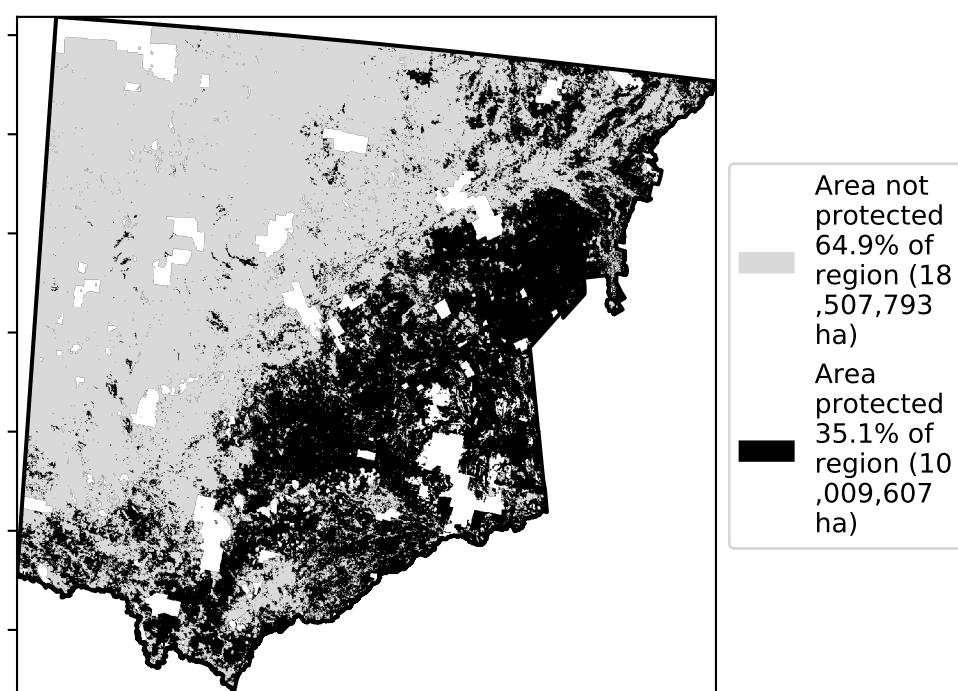 Area not
protected
64.9% of
region (18
,507,793
ha)
Area
protected
35.1% of
region (10
,009,607
ha)